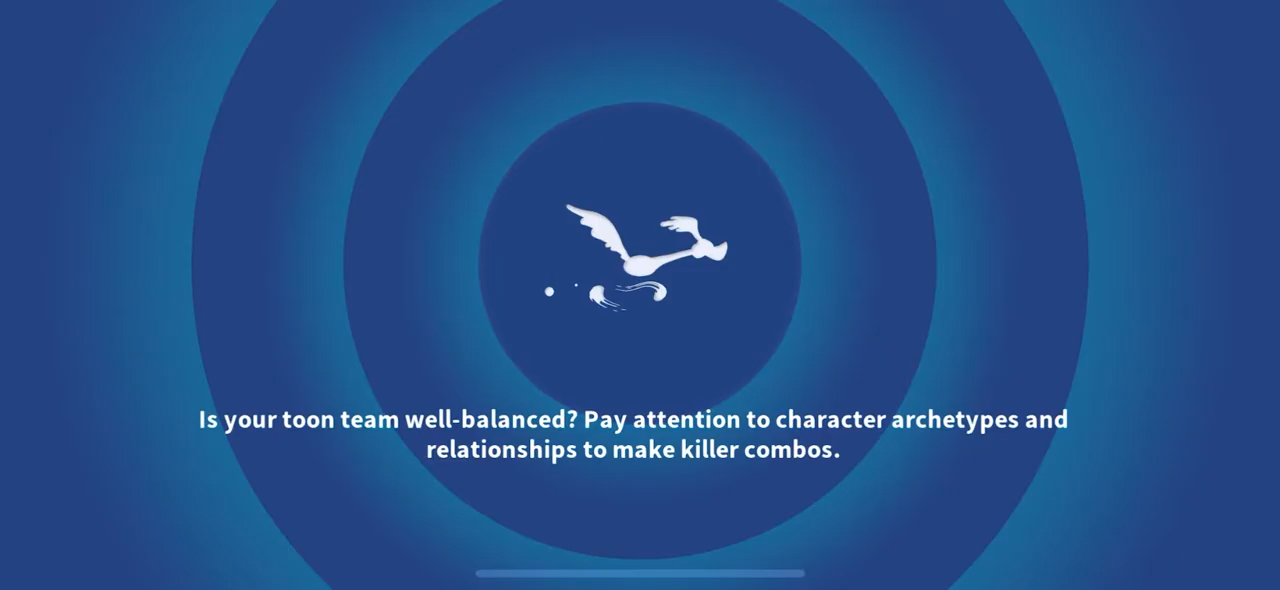 Is your toon team well-balanced? Pay attention to character archetypes and
relationships to make killer combos.